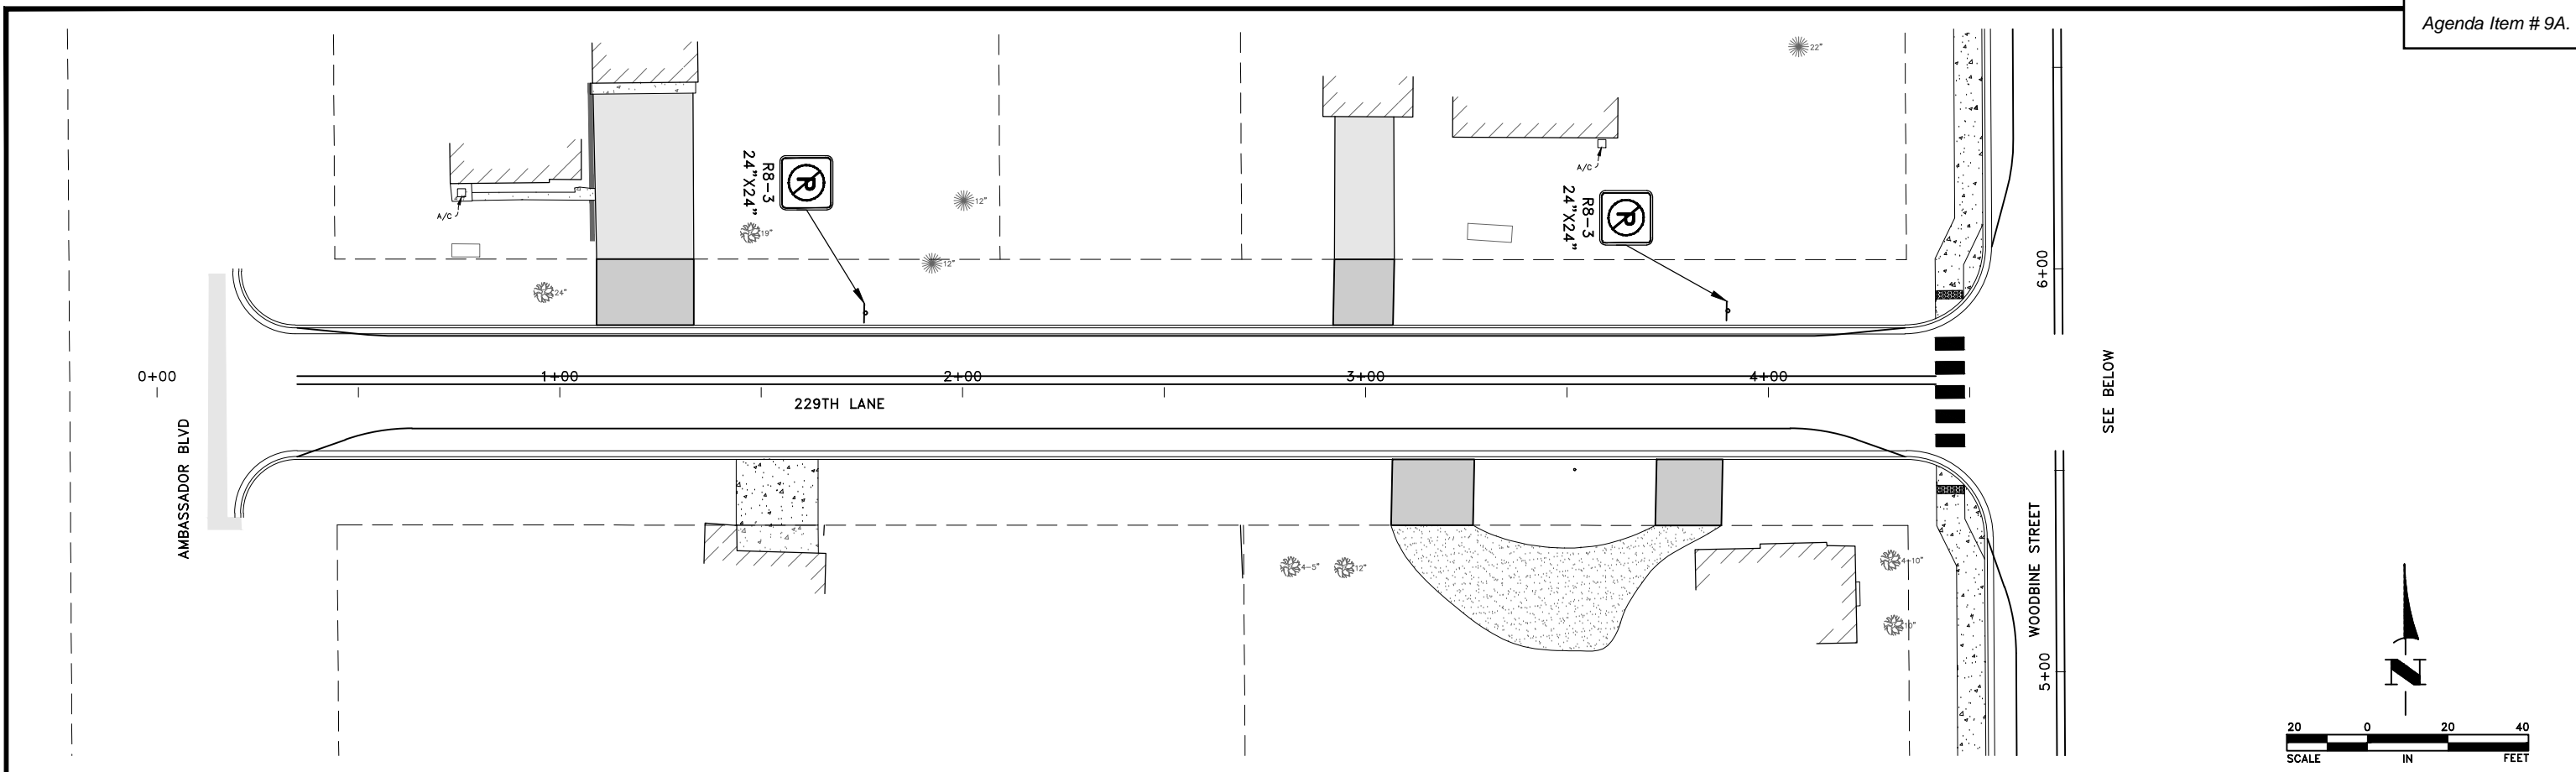 Agenda Item # 9A.
22"
A/C
A/C
R8-3
24"X24"
R8-3
24"X24"
12"
19"
12"
24"
6+00
0+00
1+00
2+00
3+00
4+00
229TH LANE
AMBASSADOR BLVD
SEE BELOW
WOODBINE STREET
4-5"
12"
4-10"
10"
5+00
N
20 0 20 40
SCALE IN FEET